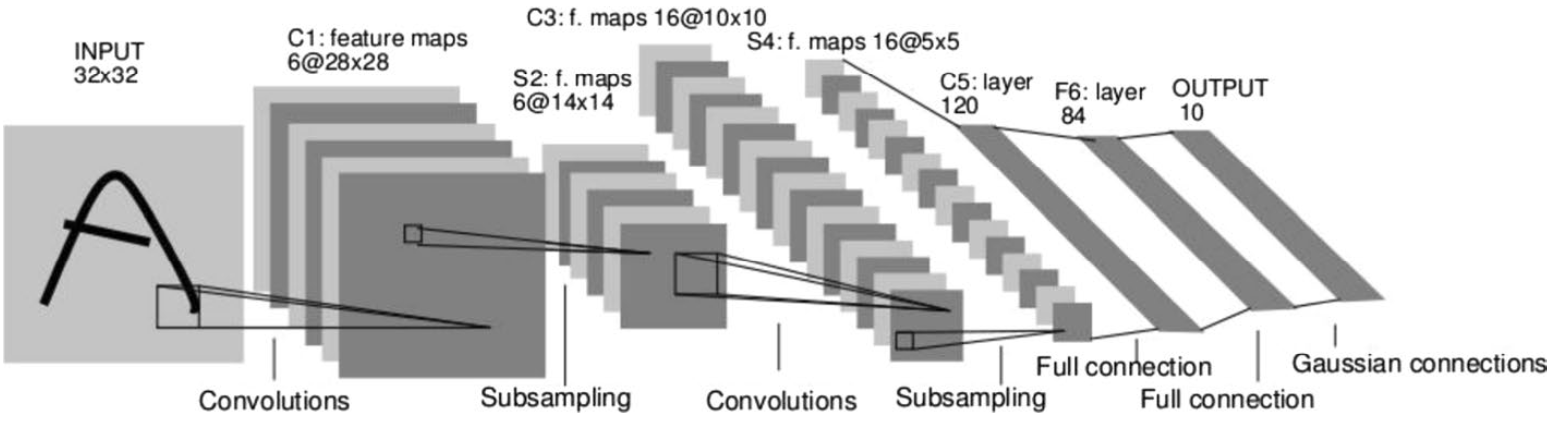 INPUT
32x32
C1: feature maps
6@28x28
C3: f. maps 16@10x10
S2: f. maps
6@14x14
S4: f. maps 16@5x5
C5: layer
120
F6: layer
84
OUTPUT
10
Convolutions
Subsampling
Convolutions
Subsampling
Full connection
Full connection
Gaussian connections